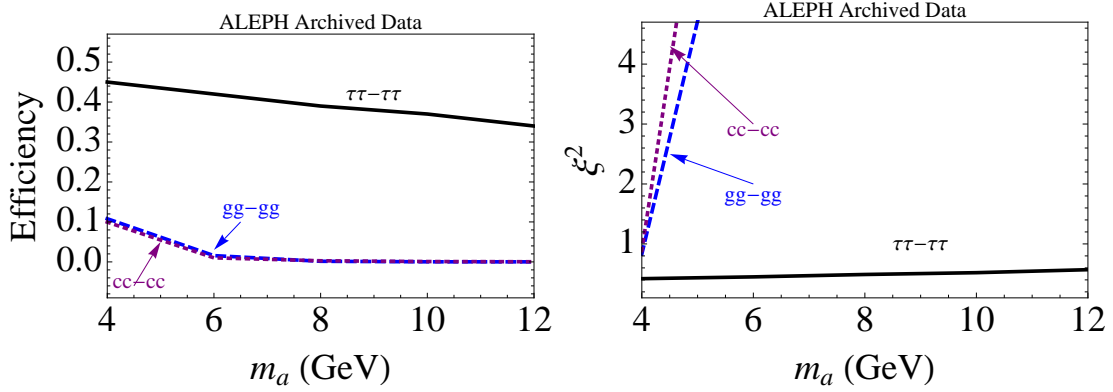 ALEPH Archived Data
Efficiency
0.5
0.4
0.3
0.2
0.1
0.0
ττ−ττ
gg−gg
cc−cc
4 6 8 10 12
m_a (GeV)
ALEPH Archived Data
ξ²
4
3
2
1
cc−cc
gg−gg
ττ−ττ
4 6 8 10 12
m_a (GeV)